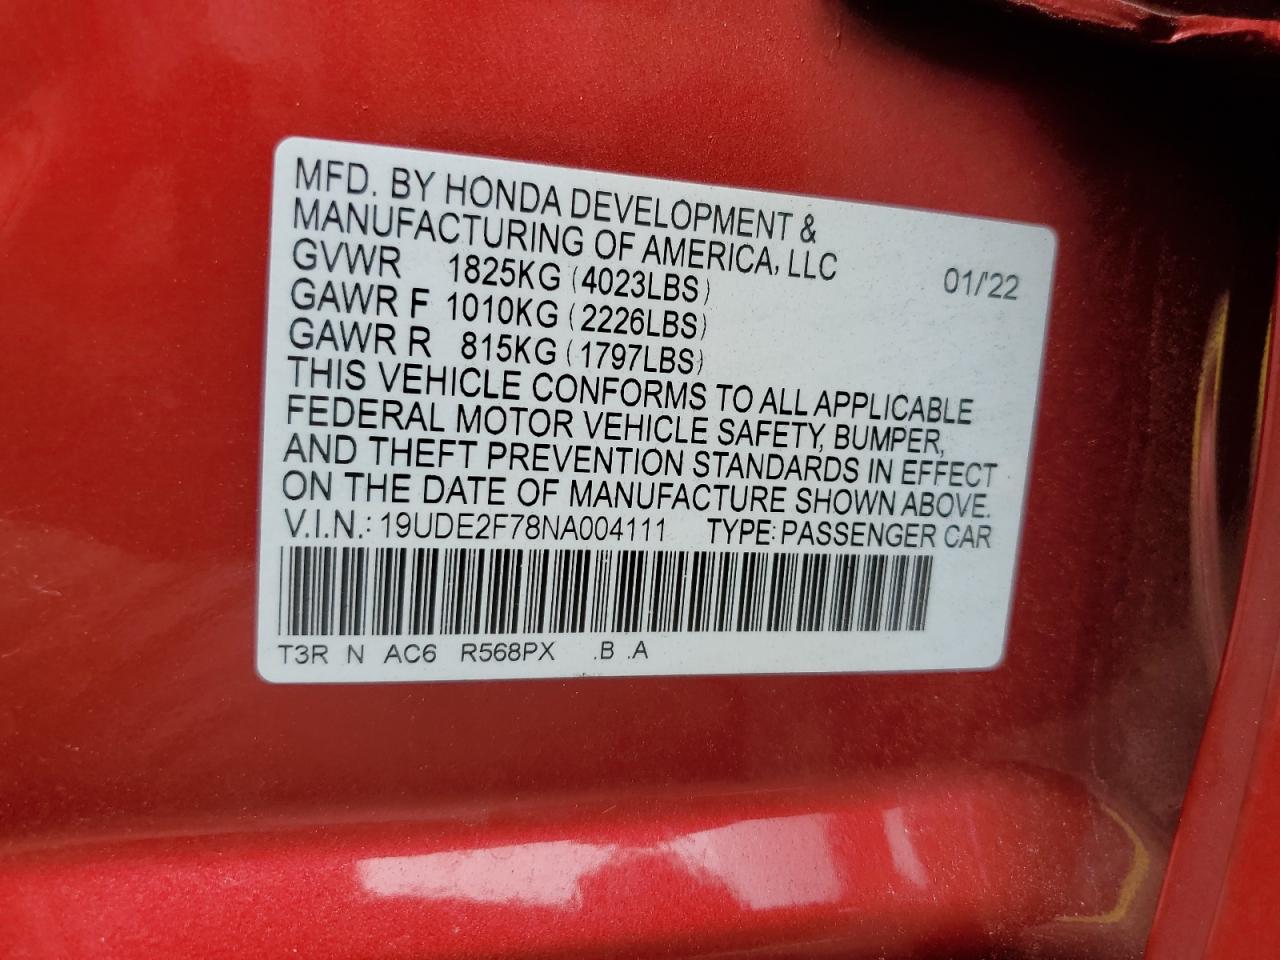 MFD. BY HONDA DEVELOPMENT &
MANUFACTURING OF AMERICA, LLC
GVWR 1825KG (4023LBS) 01/'22
GAWR F 1010KG (2226LBS)
GAWR R 815KG (1797LBS)
THIS VEHICLE CONFORMS TO ALL APPLICABLE
FEDERAL MOTOR VEHICLE SAFETY, BUMPER,
AND THEFT PREVENTION STANDARDS IN EFFECT
ON THE DATE OF MANUFACTURE SHOWN ABOVE.
V.I.N.: 19UDE2F78NA004111 TYPE: PASSENGER CAR
T3R N AC6 R568PX .B .A